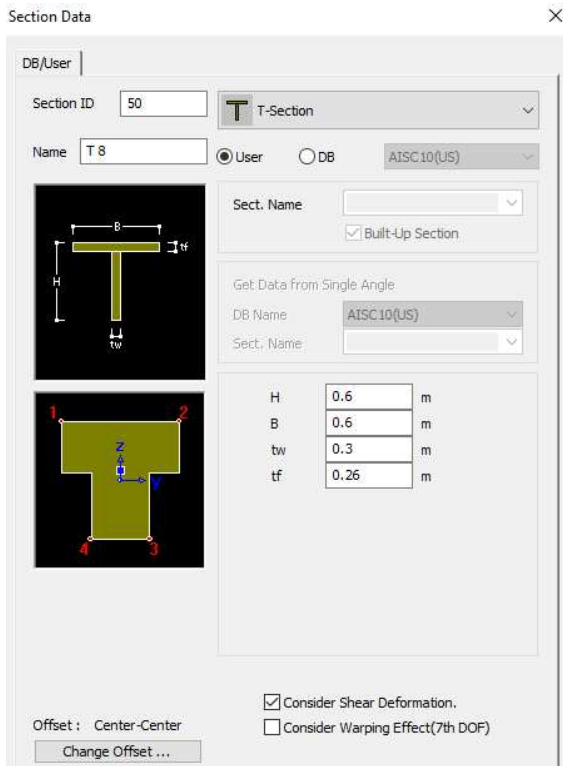 Section Data
DB/User
Section ID 50 T-Section
Name T 8 User DB AISC10(US)
Sect. Name
Built-Up Section
B
tf
H
tw
Get Data from Single Angle
DB Name AISC10(US)
Sect. Name
H 0.6 m
B 0.6 m
tw 0.3 m
tf 0.26 m
1 2
z
y
4 3
Consider Shear Deformation.
Offset : Center-Center Consider Warping Effect(7th DOF)
Change Offset ...